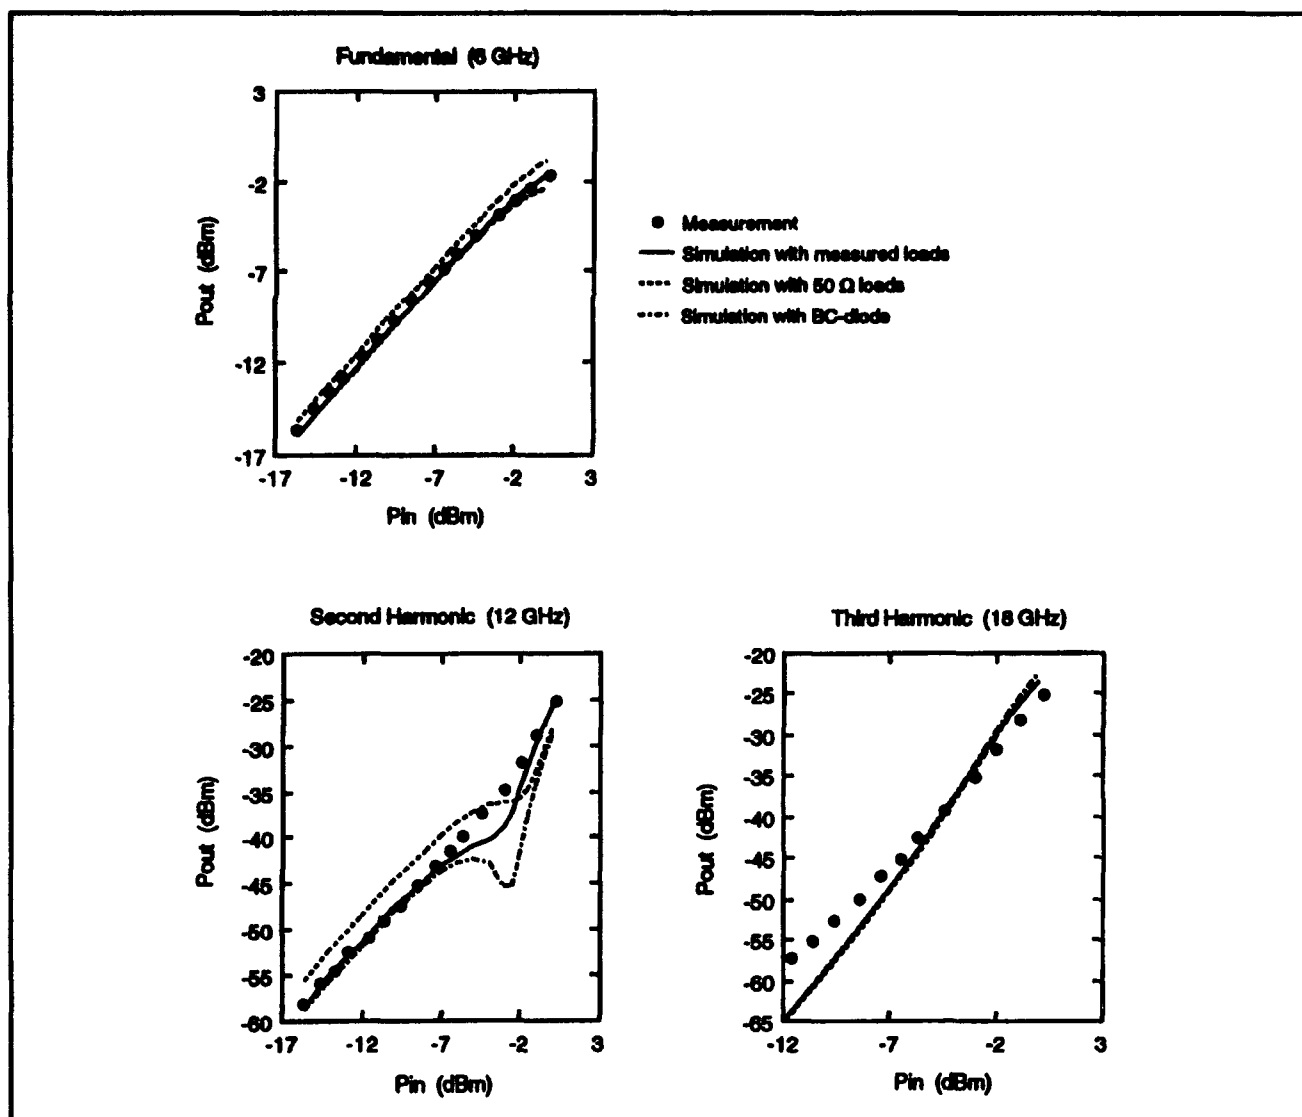 Fundamental (6 GHz)
3
-2
-7
-12
-17
Pout (dBm)
-17 -12 -7 -2 3
Pin (dBm)
Measurement
Simulation with measured loads
Simulation with 50 Ω loads
Simulation with BC-diode
Second Harmonic (12 GHz)
-20
-25
-30
-35
-40
-45
-50
-55
-60
Pout (dBm)
-17 -12 -7 -2 3
Pin (dBm)
Third Harmonic (18 GHz)
-20
-25
-30
-35
-40
-45
-50
-55
-60
-65
Pout (dBm)
-12 -7 -2 3
Pin (dBm)